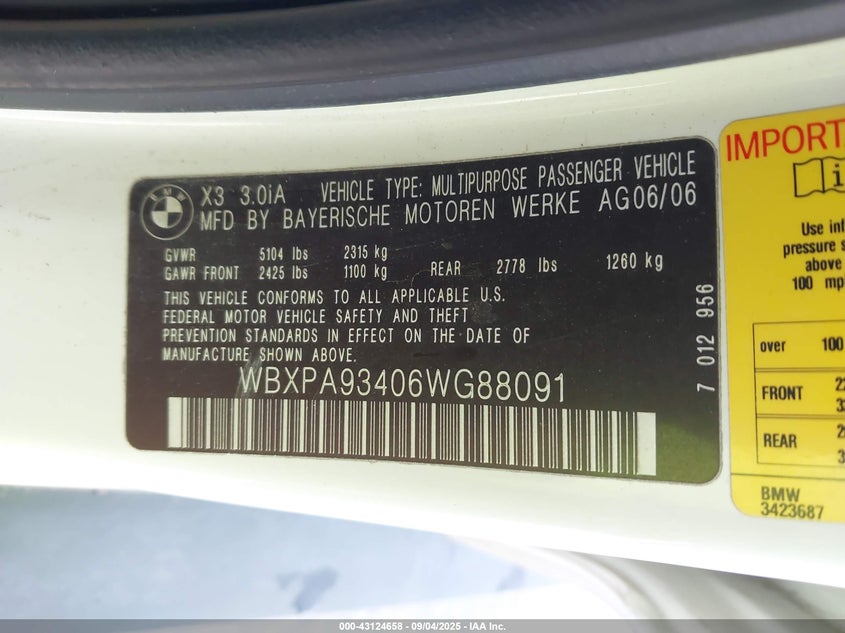 BMW
X3 3.0iA VEHICLE TYPE: MULTIPURPOSE PASSENGER VEHICLE
MFD BY BAYERISCHE MOTOREN WERKE AG06/06
GVWR 5104 lbs 2315 kg
GAWR FRONT 2425 lbs 1100 kg REAR 2778 lbs 1260 kg
THIS VEHICLE CONFORMS TO ALL APPLICABLE U.S.
FEDERAL MOTOR VEHICLE SAFETY AND THEFT
PREVENTION STANDARDS IN EFFECT ON THE DATE OF
MANUFACTURE SHOWN ABOVE.
WBXPA93406WG88091
7 012 956
IMPORTA
i
Use inf
pressure s
above
100 mp
over 100
FRONT
REAR
BMW
3423687
000-43124658 - 09/04/2025 - IAA Inc.